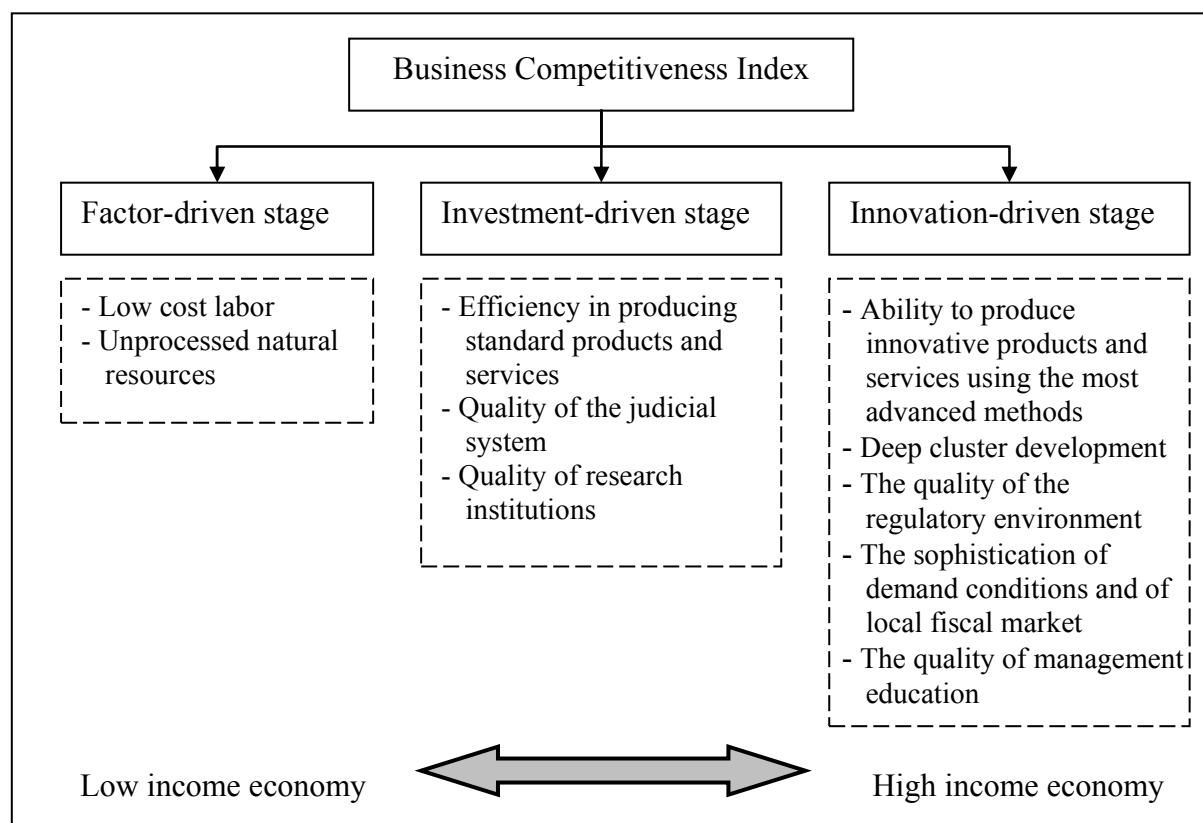 Business Competitiveness Index
Factor-driven stage
- Low cost labor
- Unprocessed natural
resources
Investment-driven stage
- Efficiency in producing
standard products and
services
- Quality of the judicial
system
- Quality of research
institutions
Innovation-driven stage
- Ability to produce
innovative products and
services using the most
advanced methods
- Deep cluster development
- The quality of the
regulatory environment
- The sophistication of
demand conditions and of
local fiscal market
- The quality of management
education
Low income economy
High income economy